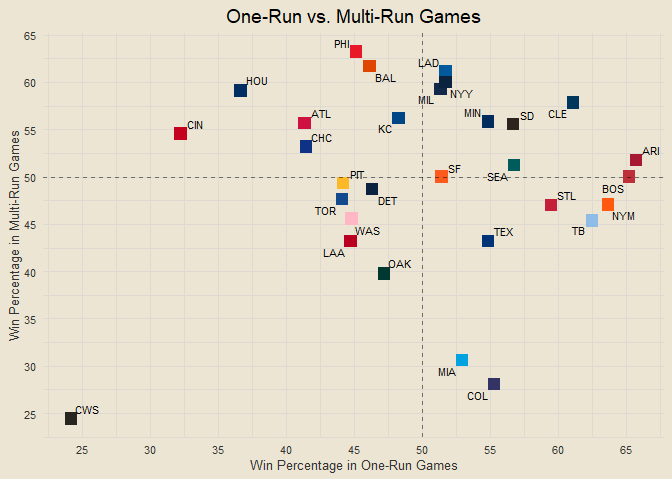 One-Run vs. Multi-Run Games
Win Percentage in Multi-Run Games
65
60
55
50
45
40
35
30
25
PHI
BAL
LAD
NYY
MIL
HOU
CLE
ATL
KC
MIN
SD
CIN
CHC
ARI
SEA
SF
BOS
PIT
DET
TOR
STL
NYM
WAS
TB
LAA
TEX
OAK
MIA
COL
CWS
25
30
35
40
45
50
55
60
65
Win Percentage in One-Run Games